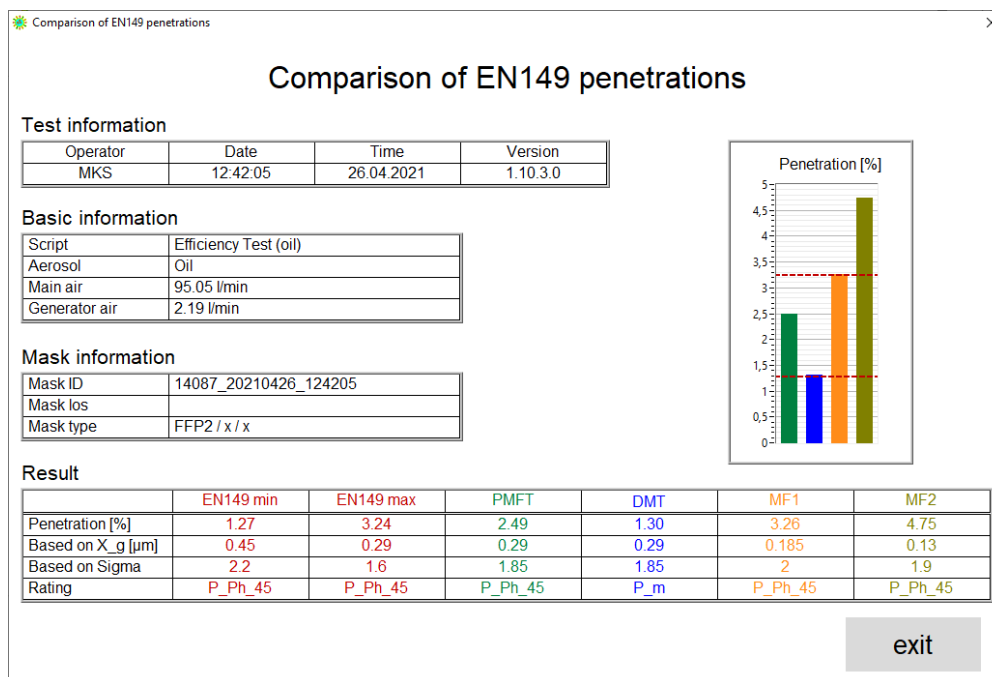 Comparison of EN149 penetrations
Comparison of EN149 penetrations
Test information
Operator Date Time Version
MKS 12:42:05 26.04.2021 1.10.3.0
Basic information
Script Efficiency Test (oil)
Aerosol Oil
Main air 95.05 l/min
Generator air 2.19 l/min
Mask information
Mask ID 14087_20210426_124205
Mask los
Mask type FFP2 / x / x
Penetration [%]
5
4,5
4
3,5
3
2,5
2
1,5
1
0,5
0
Result
EN149 min EN149 max PMFT DMT MF1 MF2
Penetration [%] 1.27 3.24 2.49 1.30 3.26 4.75
Based on X_g [µm] 0.45 0.29 0.29 0.29 0.185 0.13
Based on Sigma 2.2 1.6 1.85 1.85 2 1.9
Rating P_Ph_45 P_Ph_45 P_Ph_45 P_m P_Ph_45 P_Ph_45
exit